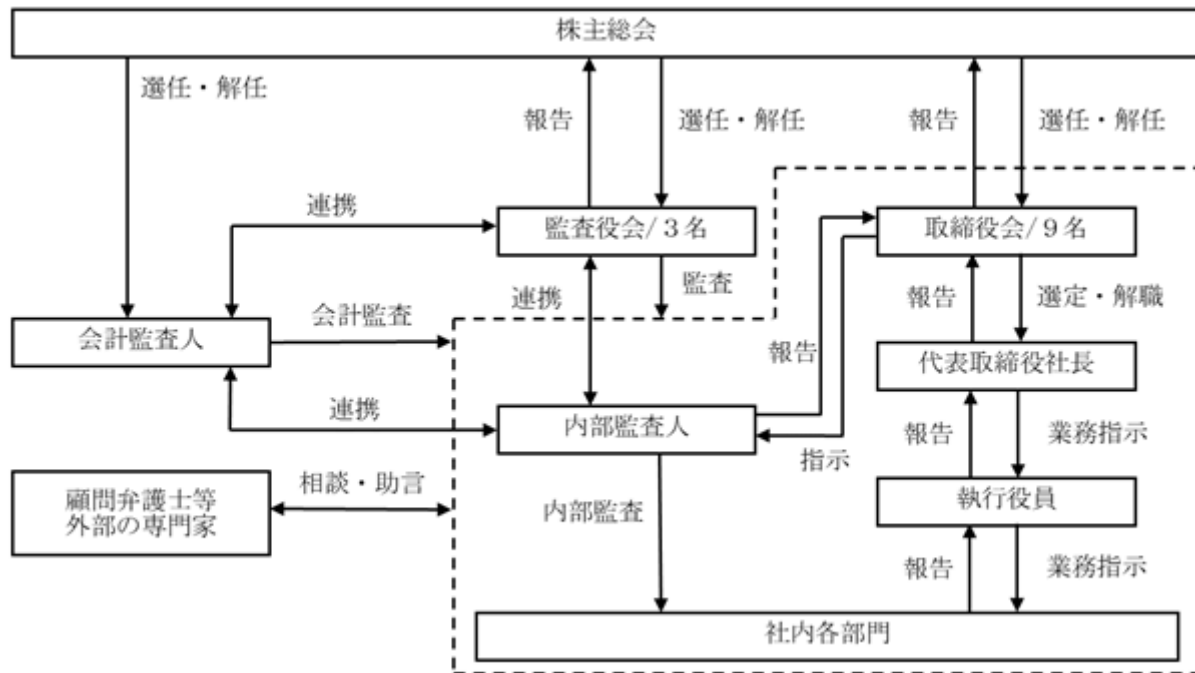 株主総会
選任・解任
報告
選任・解任
報告
選任・解任
連携
監査役会/3名
取締役会/9名
監査
連携
報告
選定・解職
会計監査人
会計監査
報告
代表取締役社長
連携
内部監査人
報告
業務指示
指示
顧問弁護士等
外部の専門家
相談・助言
内部監査
執行役員
報告
業務指示
社内各部門